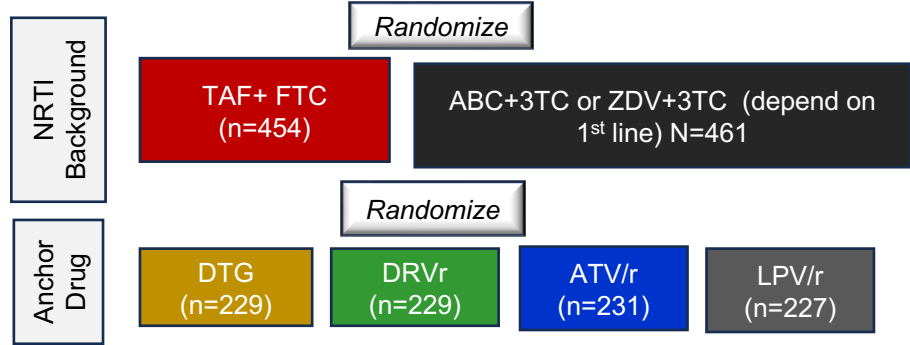 Randomize
NRTI
Background
TAF+ FTC
(n=454)
ABC+3TC or ZDV+3TC  (depend on
1st line) N=461
Randomize
Anchor
Drug
DTG
(n=229)
DRVr
(n=229)
ATV/r
(n=231)
LPV/r
(n=227)